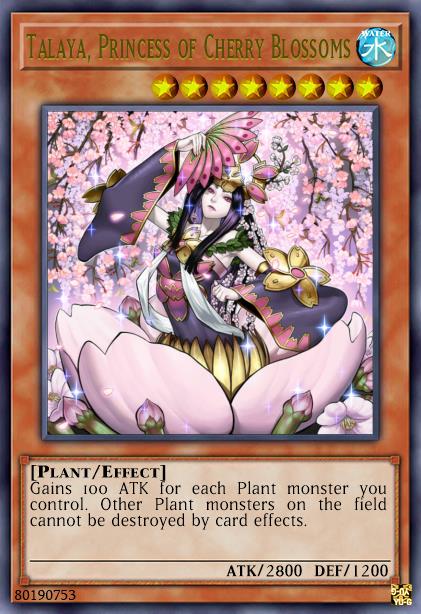 Talaya, Princess of Cherry Blossoms
WATER
水
[Plant/Effect]
Gains 100 ATK for each Plant monster you
control. Other Plant monsters on the field
cannot be destroyed by card effects.
ATK/2800 DEF/1200
80190753